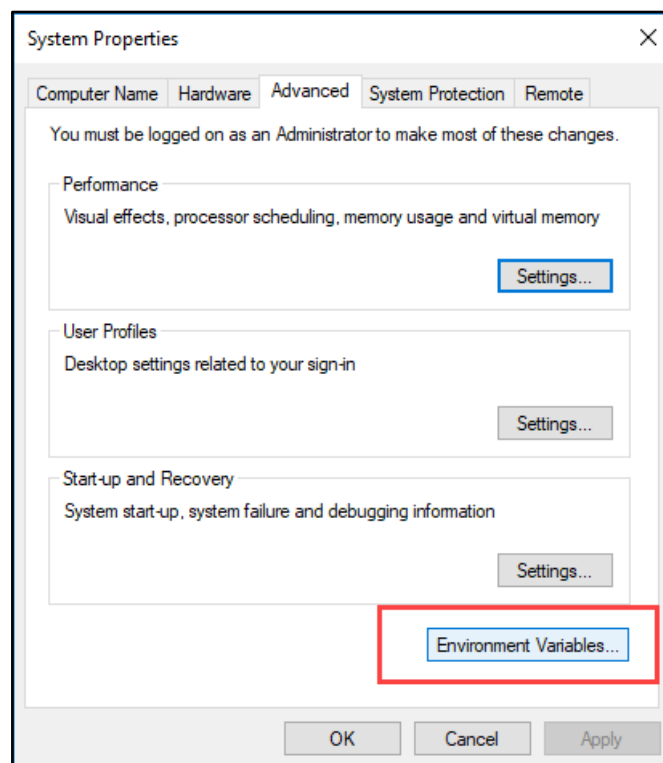 System Properties
Computer Name Hardware Advanced System Protection Remote
You must be logged on as an Administrator to make most of these changes.
Performance
Visual effects, processor scheduling, memory usage and virtual memory
Settings...
User Profiles
Desktop settings related to your sign-in
Settings...
Start-up and Recovery
System start-up, system failure and debugging information
Settings...
Environment Variables...
OK Cancel Apply